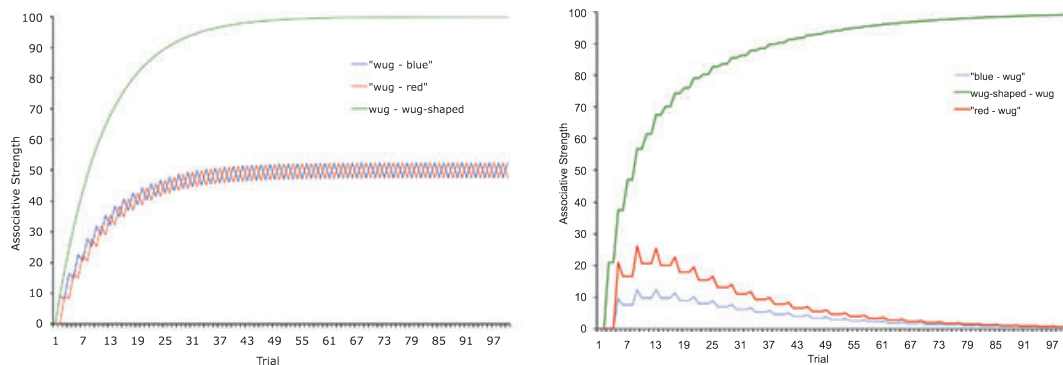 100
90
80
70
60
50
40
30
20
10
0
Associative Strength
"wug - blue"
"wug - red"
wug - wug-shaped
1 7 13 19 25 31 37 43 49 55 61 67 73 79 85 91 97
Trial
100
90
80
70
60
50
40
30
20
10
0
Associative Strength
"blue - wug"
wug-shaped - wug
"red - wug"
1 7 13 19 25 31 37 43 49 55 61 67 73 79 85 91 97
Trial